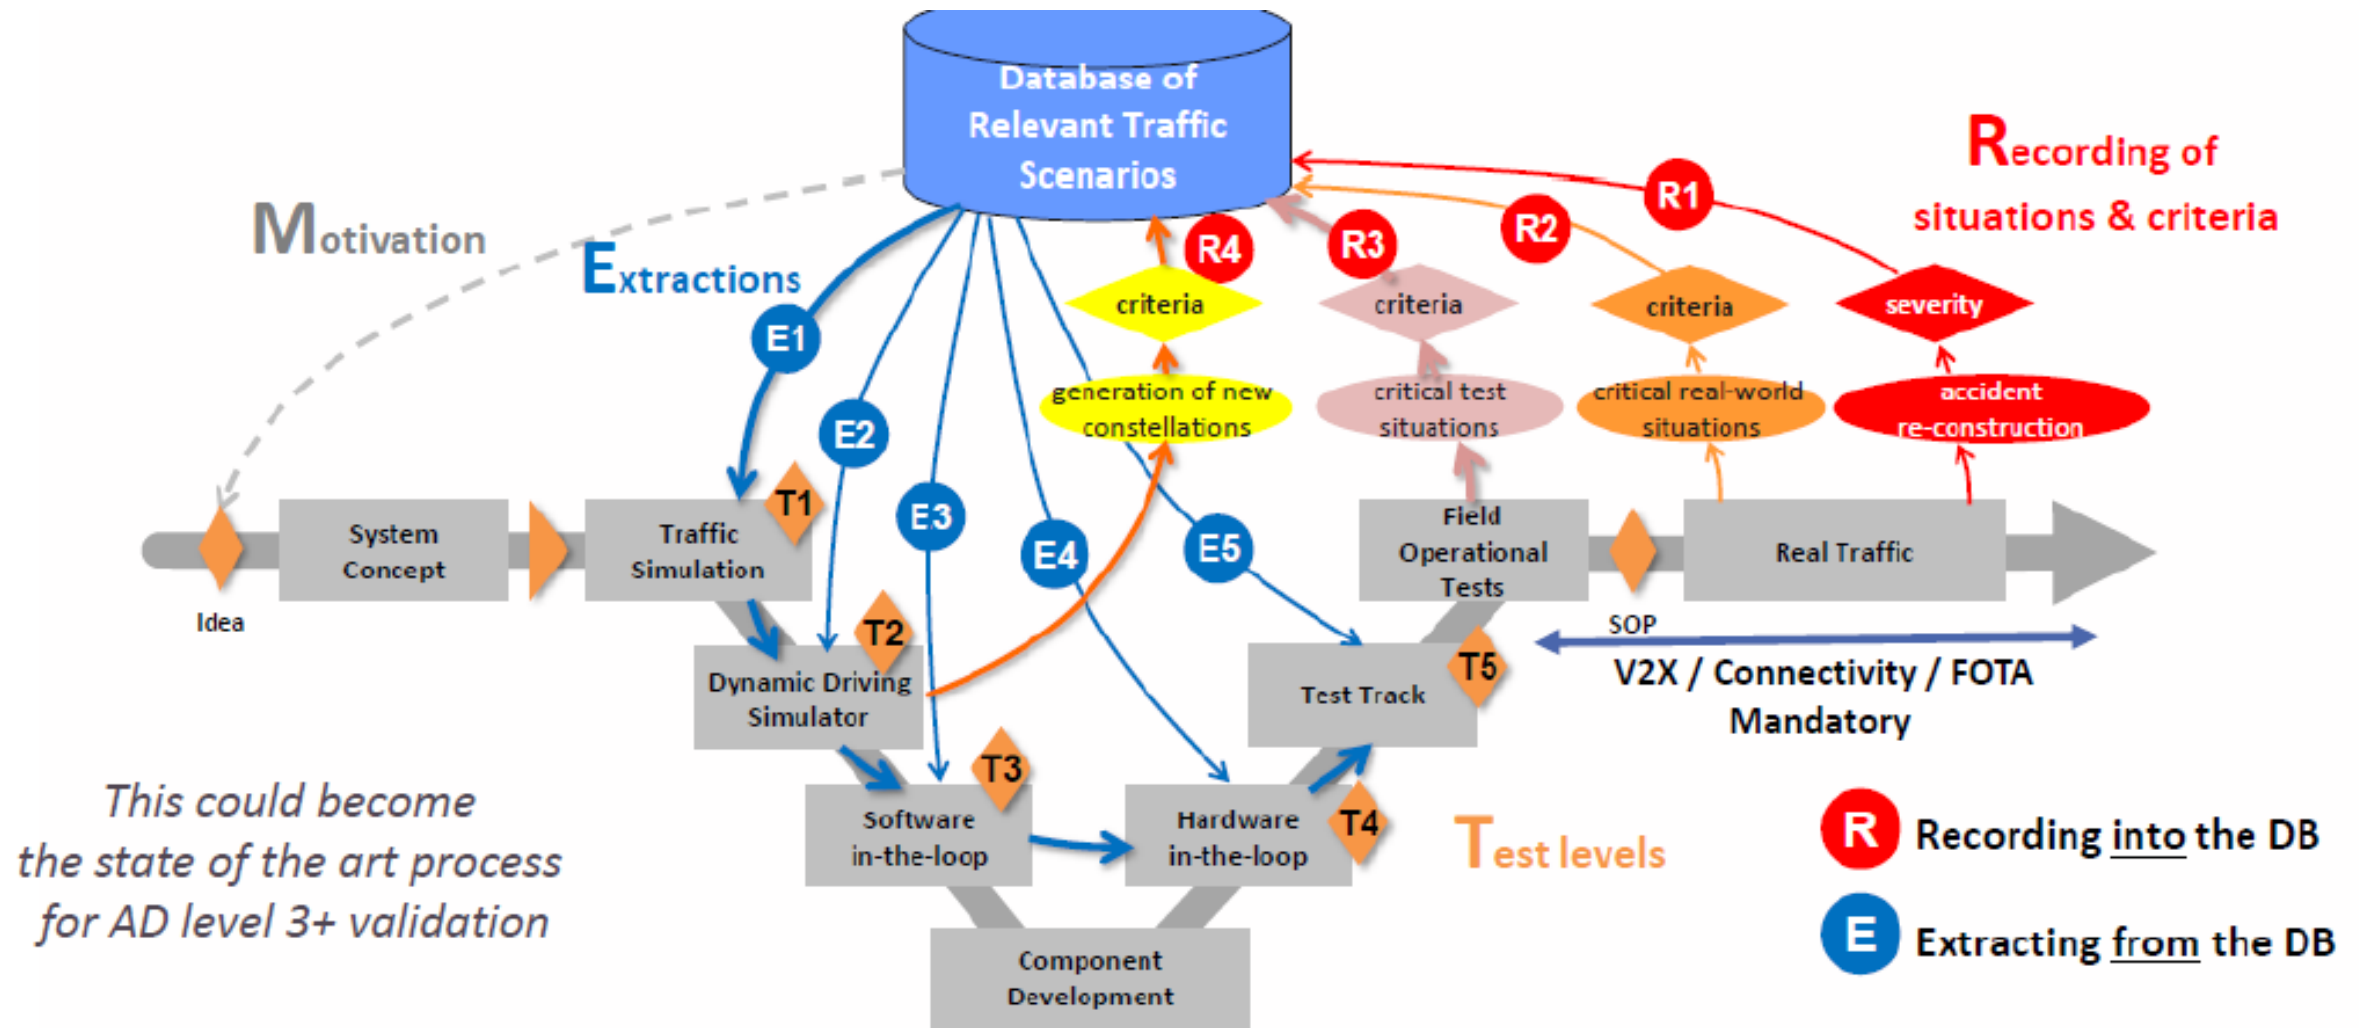 Database of
Relevant Traffic
Scenarios
Recording of
situations & criteria
Motivation
Extractions
R1
R2
R3
R4
criteria
criteria
criteria
severity
E1
generation of new
constellations
critical test
situations
critical real-world
situations
accident
re-construction
E2
E3
E4
E5
T1
System
Concept
Traffic
Simulation
Field
Operational
Tests
Real Traffic
Idea
SOP
T2
Dynamic Driving
Simulator
Test Track
T5
V2X / Connectivity / FOTA
Mandatory
T3
Software
in-the-loop
Hardware
in-the-loop
T4
Test levels
This could become
the state of the art process
for AD level 3+ validation
R Recording into the DB
E Extracting from the DB
Component
Development